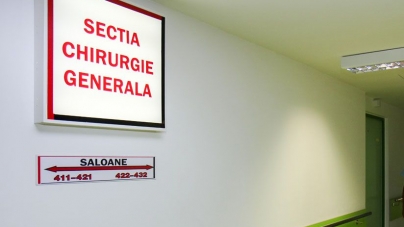 SECTIA
CHIRURGIE
GENERALA
SALOANE
411-421 422-432